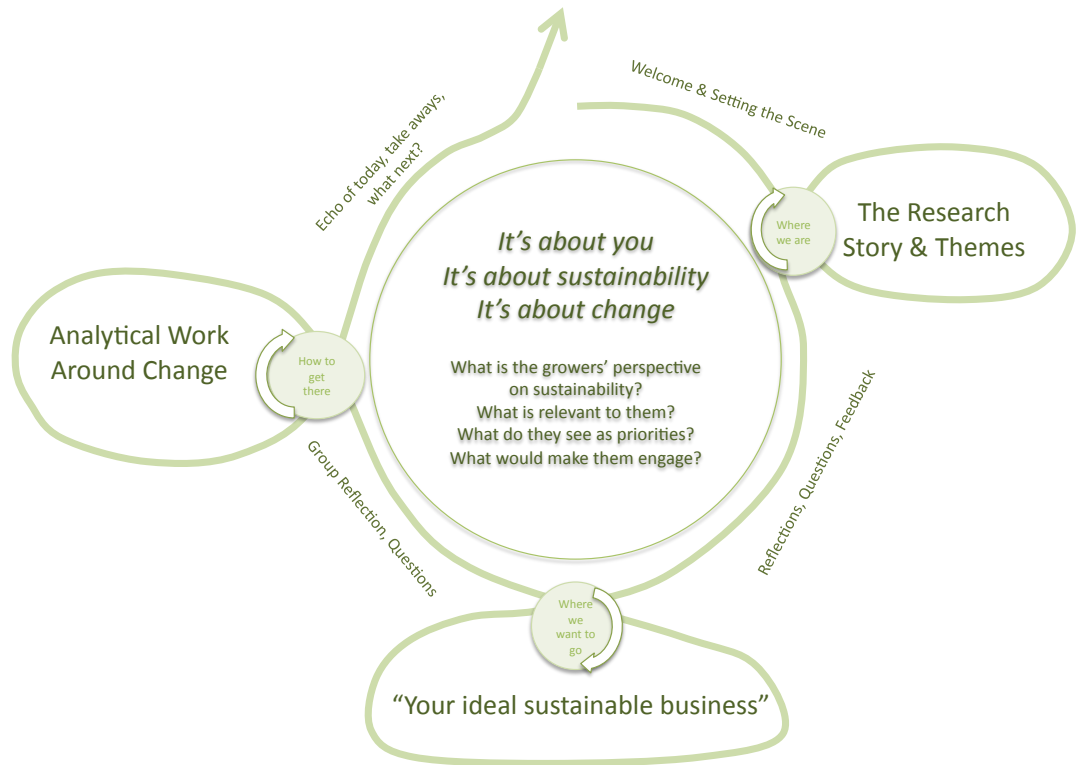 Welcome & Setting the Scene
Where
we are
The Research
Story & Themes
Reflections, Questions, Feedback
Where
we
want to
go
“Your ideal sustainable business”
Group Reflection, Questions
How to
get
there
Analytical Work
Around Change
Echo of today, take aways,
what next?
It’s about you
It’s about sustainability
It’s about change
What is the growers’ perspective
on sustainability?
What is relevant to them?
What do they see as priorities?
What would make them engage?